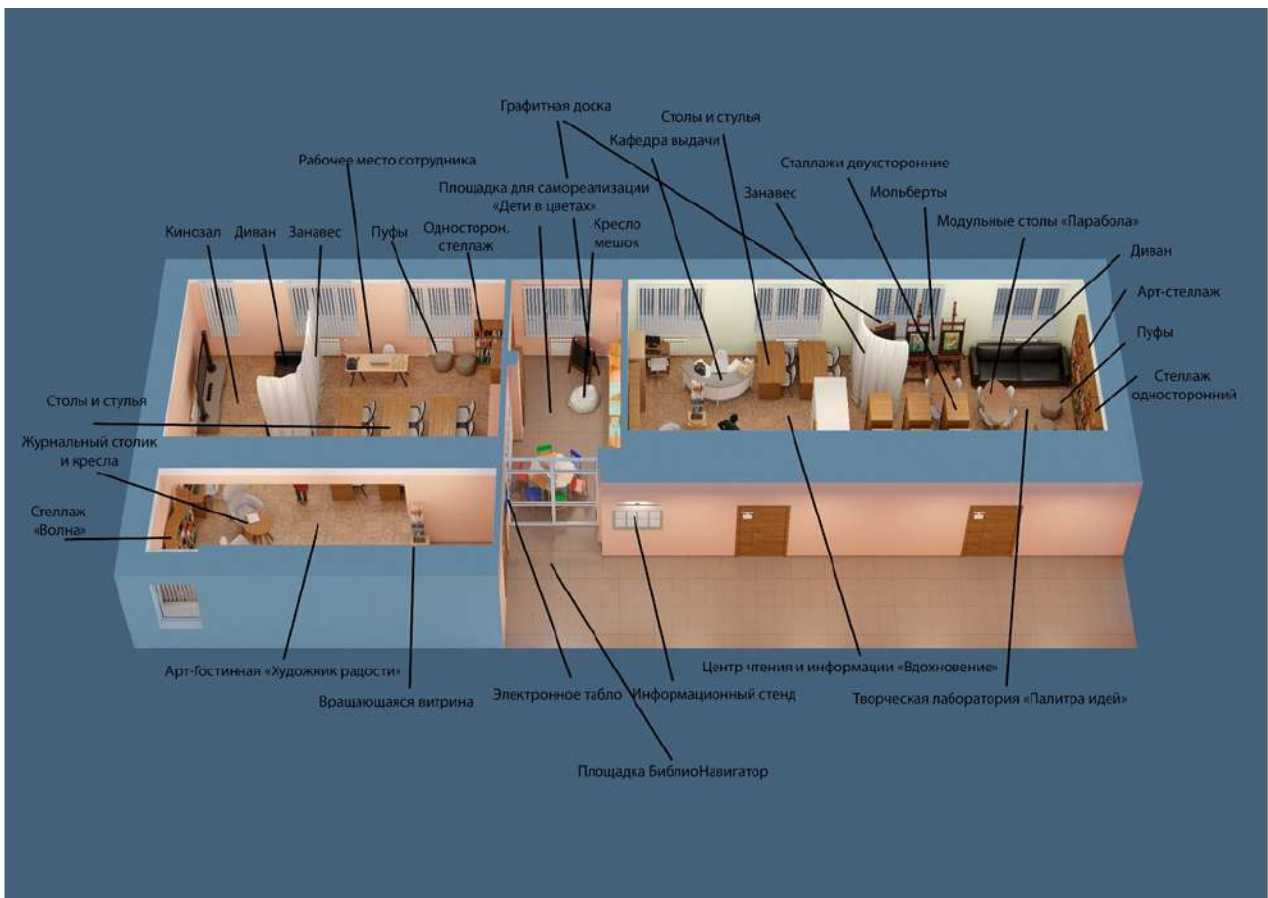 Графитная доска
Столы и стулья
Кафедра выдачи
Рабочее место сотрудника
Сталлажи двухсторонние
Площадка для самореализации
«Дети в цветах»
Занавес
Мольберты
Модульные столы «Парабола»
Кинозал
Диван
Занавес
Пуфы
Односторон.
стеллаж
Кресло
мешок
Диван
Арт-стеллаж
Пуфы
Стеллаж
односторонний
Столы и стулья
Журнальный столик
и кресла
Стеллаж
«Волна»
Арт-Гостинная «Художник радости»
Вращающаяся витрина
Электронное табло
Информационный стенд
Центр чтения и информации «Вдохновение»
Творческая лаборатория «Палитра идей»
Площадка БиблиоНавигатор